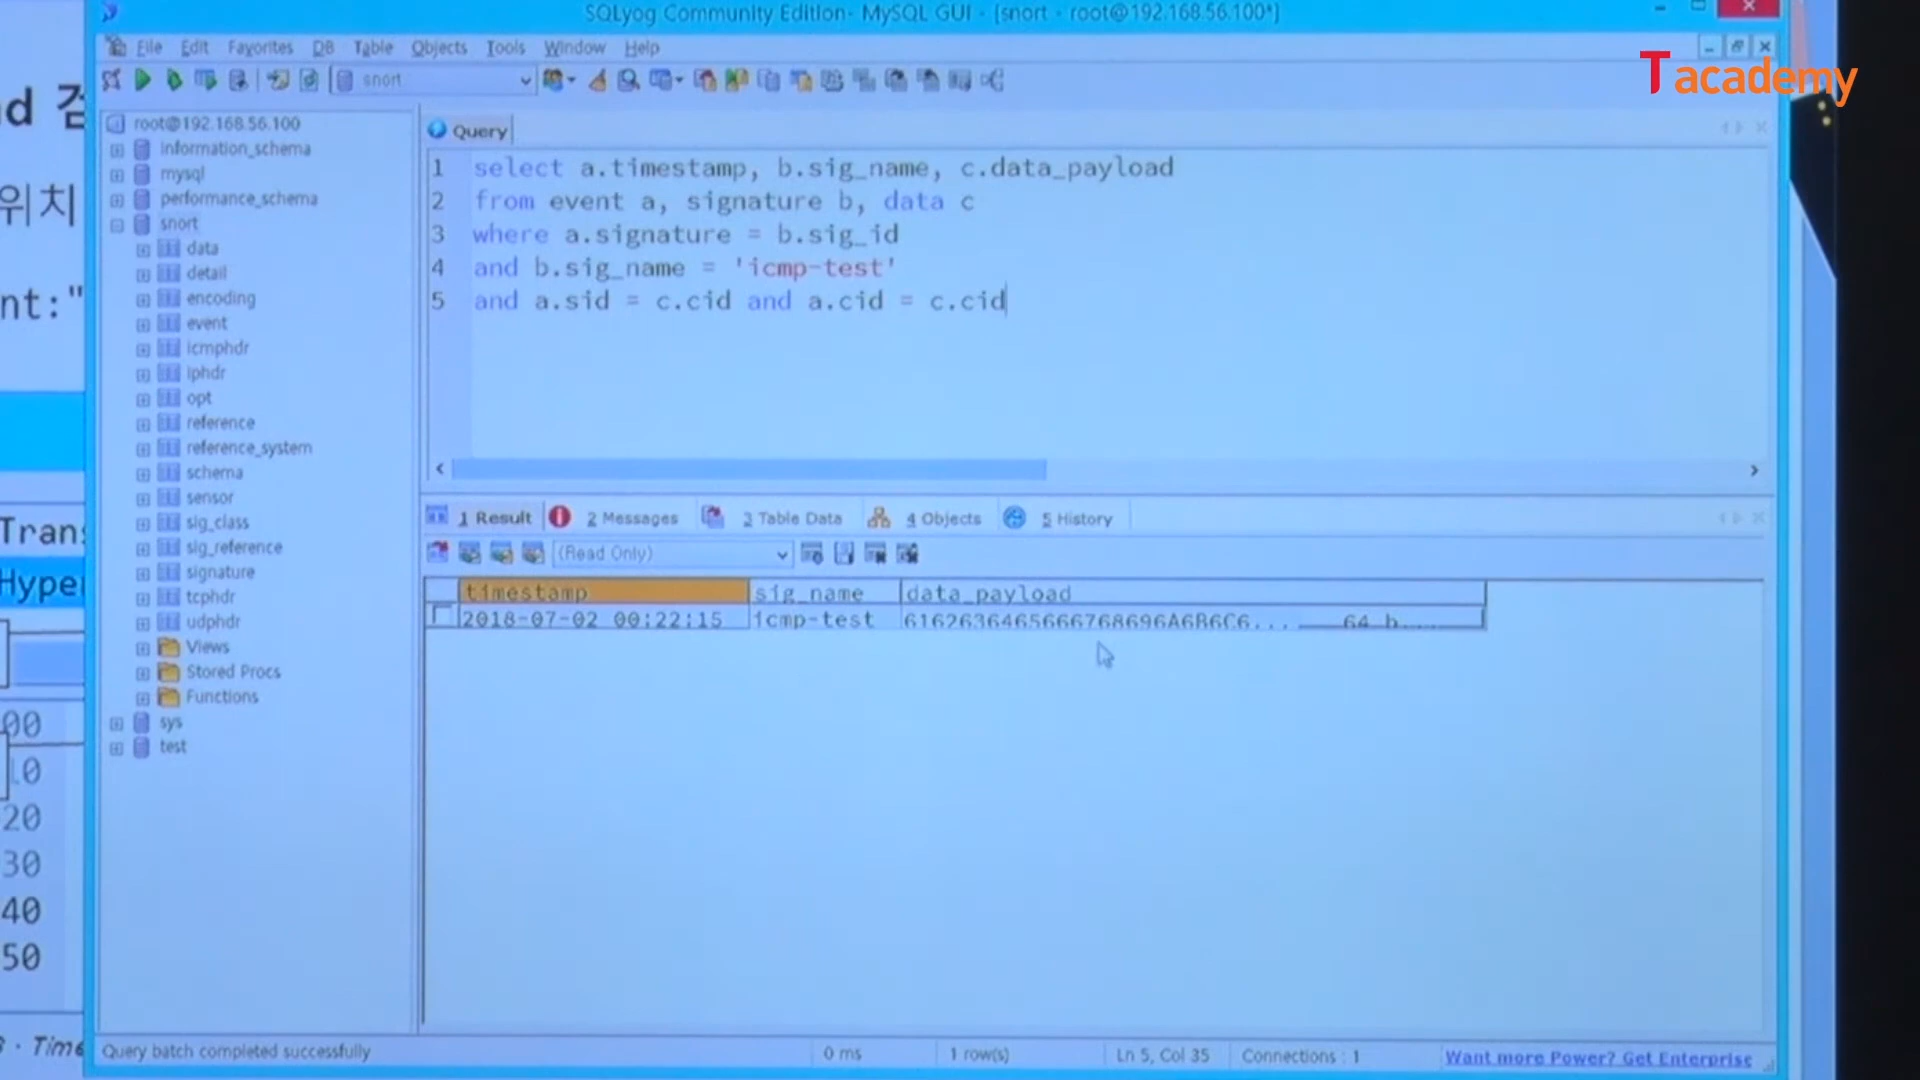 SQLyog Community Edition- MySQL GUI - [snort - root@192.168.56.100*]
File Edit Favorites DB Table Objects Tools Window Help
Tacademy
snort
root@192.168.56.100
information_schema
mysql
performance_schema
snort
data
detail
encoding
event
icmphdr
iphdr
opt
reference
reference_system
schema
sensor
sig_class
sig_reference
signature
tcphdr
udphdr
Views
Stored Procs
Functions
sys
test
Query
1 select a.timestamp, b.sig_name, c.data_payload
2 from event a, signature b, data c
3 where a.signature = b.sig_id
4 and b.sig_name = 'icmp-test'
5 and a.sid = c.cid and a.cid = c.cid
1 Result 2 Messages 3 Table Data 4 Objects 5 History
(Read Only)
timestamp sig_name data_payload
2018-07-02 00:22:15 icmp-test 6162636465666768696A6B6C6... 64 b
Query batch completed successfully 0 ms 1 row(s) Ln 5, Col 35 Connections : 1 Want more Power? Get Enterprise
위치
nt:"
Trans
Hyper
00
10
20
30
40
50
· Time